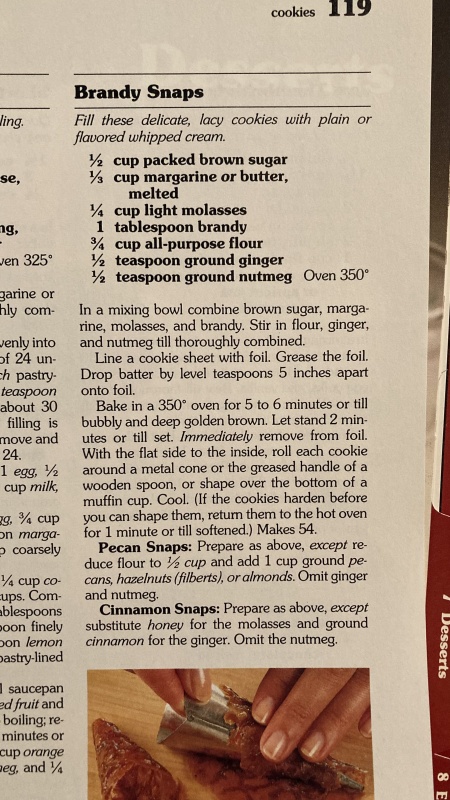 cookies 119
ling.
se,
ng,
ven 325°
garine or
hly com-
venly into
of 24 un-
ch pastry-
teaspoon
about 30
filling is
move and
24.
1 egg, ½
cup milk,
gg, ¾ cup
on marga-
p coarsely
¼ cup co-
cups. Com-
ablespoons
poon finely
oon lemon
pastry-lined
l saucepan
ed fruit and
boiling; re-
minutes or
cup orange
neg, and ¼
Brandy Snaps
Fill these delicate, lacy cookies with plain or
flavored whipped cream.
½ cup packed brown sugar
⅓ cup margarine or butter,
melted
¼ cup light molasses
1 tablespoon brandy
¾ cup all-purpose flour
½ teaspoon ground ginger
½ teaspoon ground nutmeg Oven 350°
In a mixing bowl combine brown sugar, marga-
rine, molasses, and brandy. Stir in flour, ginger,
and nutmeg till thoroughly combined.
Line a cookie sheet with foil. Grease the foil.
Drop batter by level teaspoons 5 inches apart
onto foil.
Bake in a 350° oven for 5 to 6 minutes or till
bubbly and deep golden brown. Let stand 2 min-
utes or till set. Immediately remove from foil.
With the flat side to the inside, roll each cookie
around a metal cone or the greased handle of a
wooden spoon, or shape over the bottom of a
muffin cup. Cool. (If the cookies harden before
you can shape them, return them to the hot oven
for 1 minute or till softened.) Makes 54.
Pecan Snaps: Prepare as above, except re-
duce flour to ½ cup and add 1 cup ground pe-
cans, hazelnuts (filberts), or almonds. Omit ginger
and nutmeg.
Cinnamon Snaps: Prepare as above, except
substitute honey for the molasses and ground
cinnamon for the ginger. Omit the nutmeg.
7 Desserts
8 E